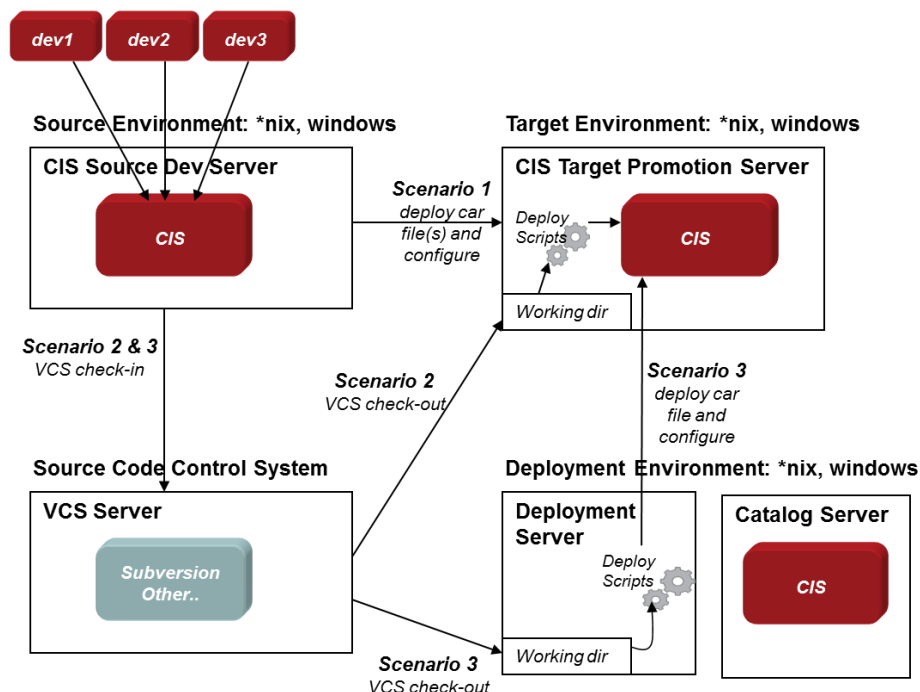 dev1
dev2
dev3
Source Environment: *nix, windows
CIS Source Dev Server
CIS
Scenario 1
deploy car
file(s) and
configure
Target Environment: *nix, windows
CIS Target Promotion Server
Deploy
Scripts
CIS
Working dir
Scenario 2 & 3
VCS check-in
Scenario 2
VCS check-out
Scenario 3
deploy car
file and
configure
Source Code Control System
VCS Server
Subversion
Other..
Deployment Environment: *nix, windows
Deployment
Server
Deploy
Scripts
Working dir
Catalog Server
CIS
Scenario 3
VCS check-out